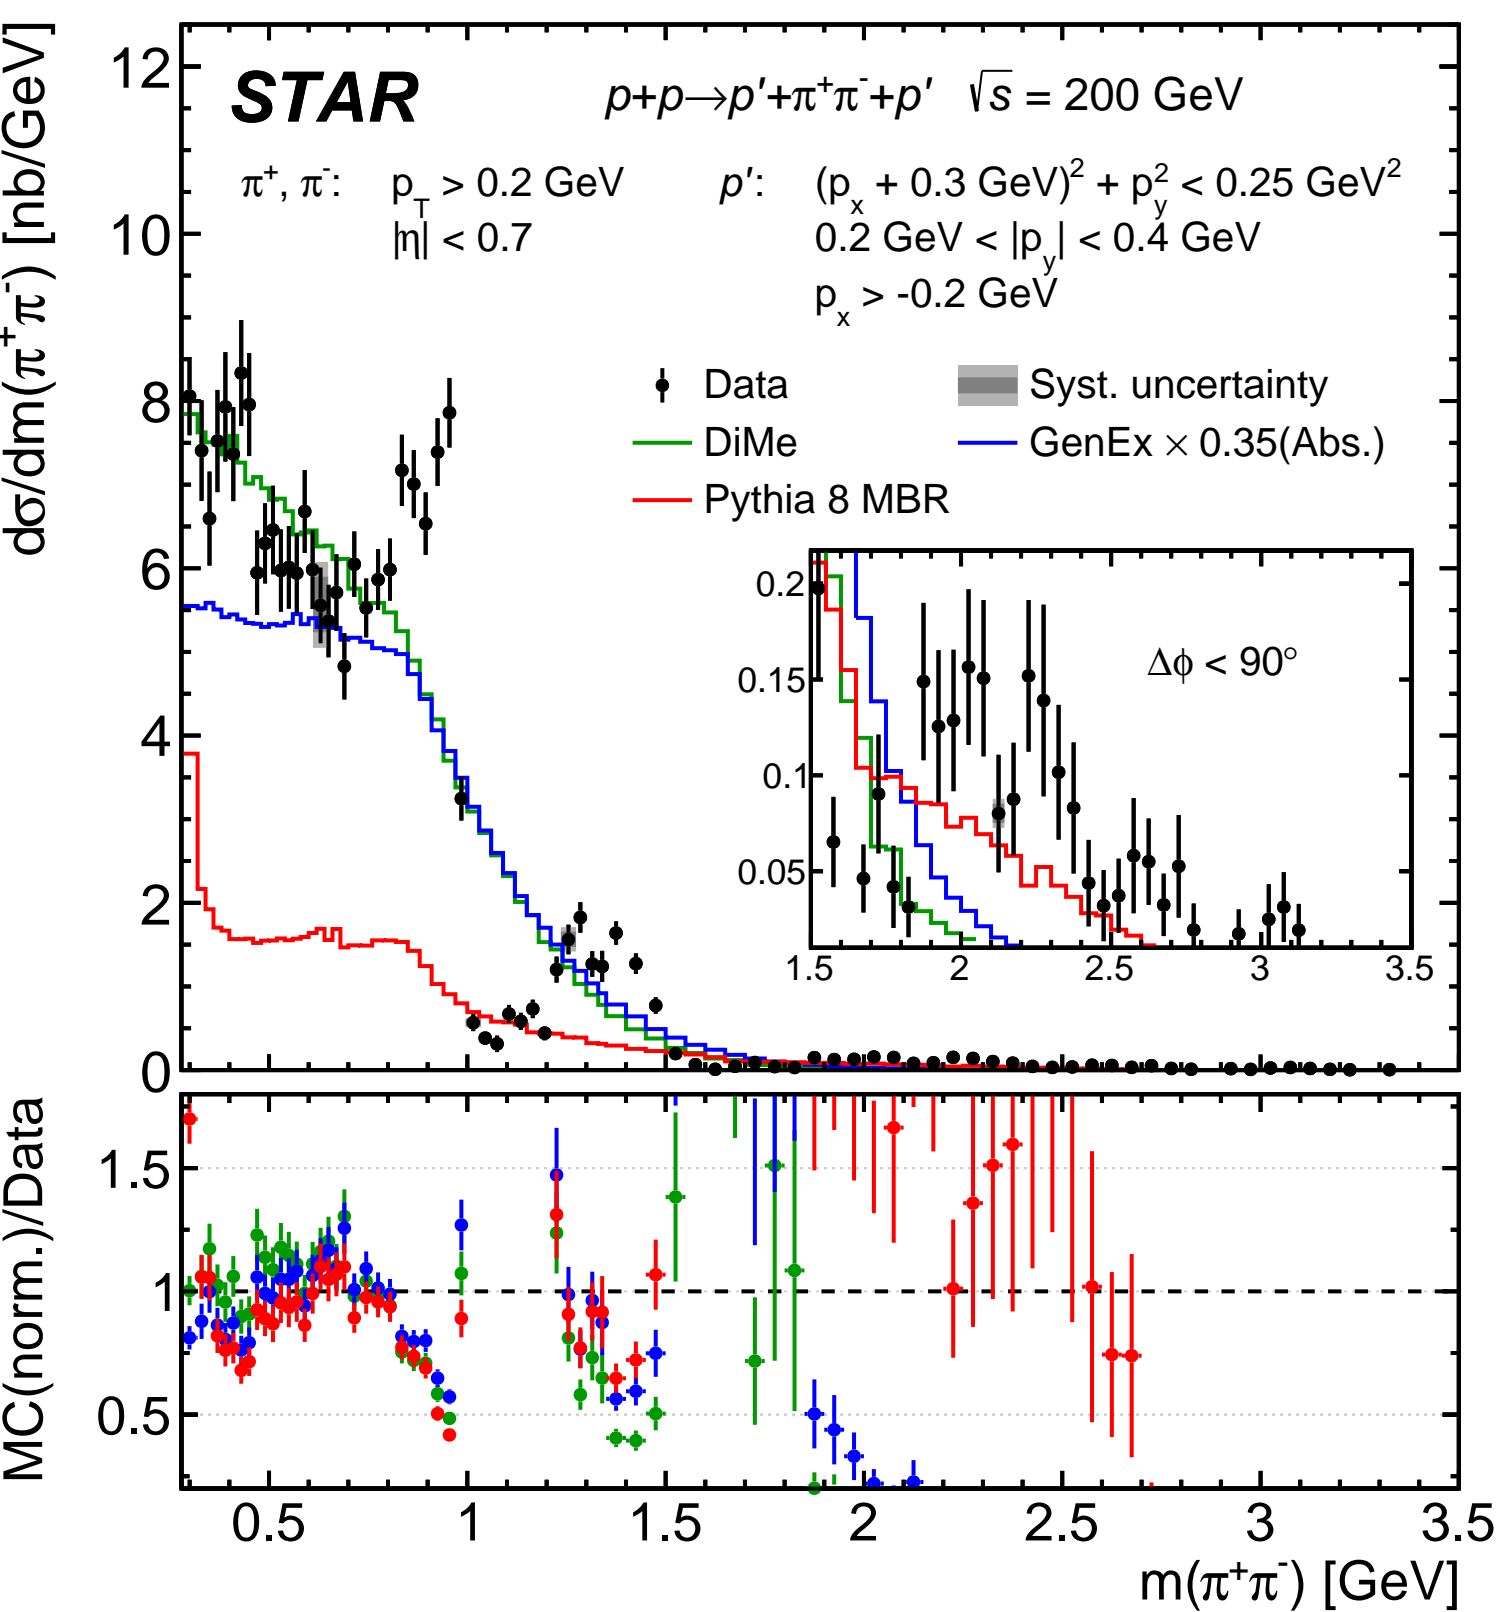 STAR p+p→p′+π⁺π⁻+p′ √s = 200 GeV
π⁺, π⁻: p_T > 0.2 GeV p′: (p_x + 0.3 GeV)² + p_y² < 0.25 GeV²
|η| < 0.7 0.2 GeV < |p_y| < 0.4 GeV
p_x > -0.2 GeV
Data Syst. uncertainty
DiMe GenEx × 0.35(Abs.)
Pythia 8 MBR
dσ/dm(π⁺π⁻) [nb/GeV]
12
10
8
6
4
2
0
Δϕ < 90°
0.2
0.15
0.1
0.05
1.5 2 2.5 3 3.5
MC(norm.)/Data
1.5
1
0.5
0.5 1 1.5 2 2.5 3 3.5
m(π⁺π⁻) [GeV]